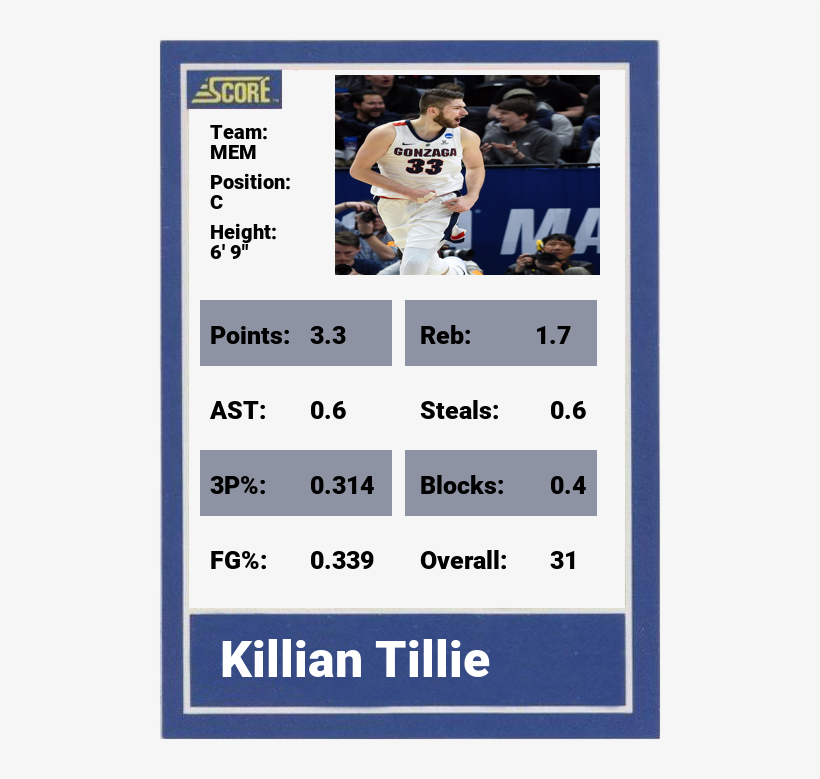 SCORE
Team:
MEM
Position:
C
Height:
6' 9"
GONZAGA
33
MA
Points: 3.3 Reb: 1.7
AST: 0.6 Steals: 0.6
3P%: 0.314 Blocks: 0.4
FG%: 0.339 Overall: 31
Killian Tillie